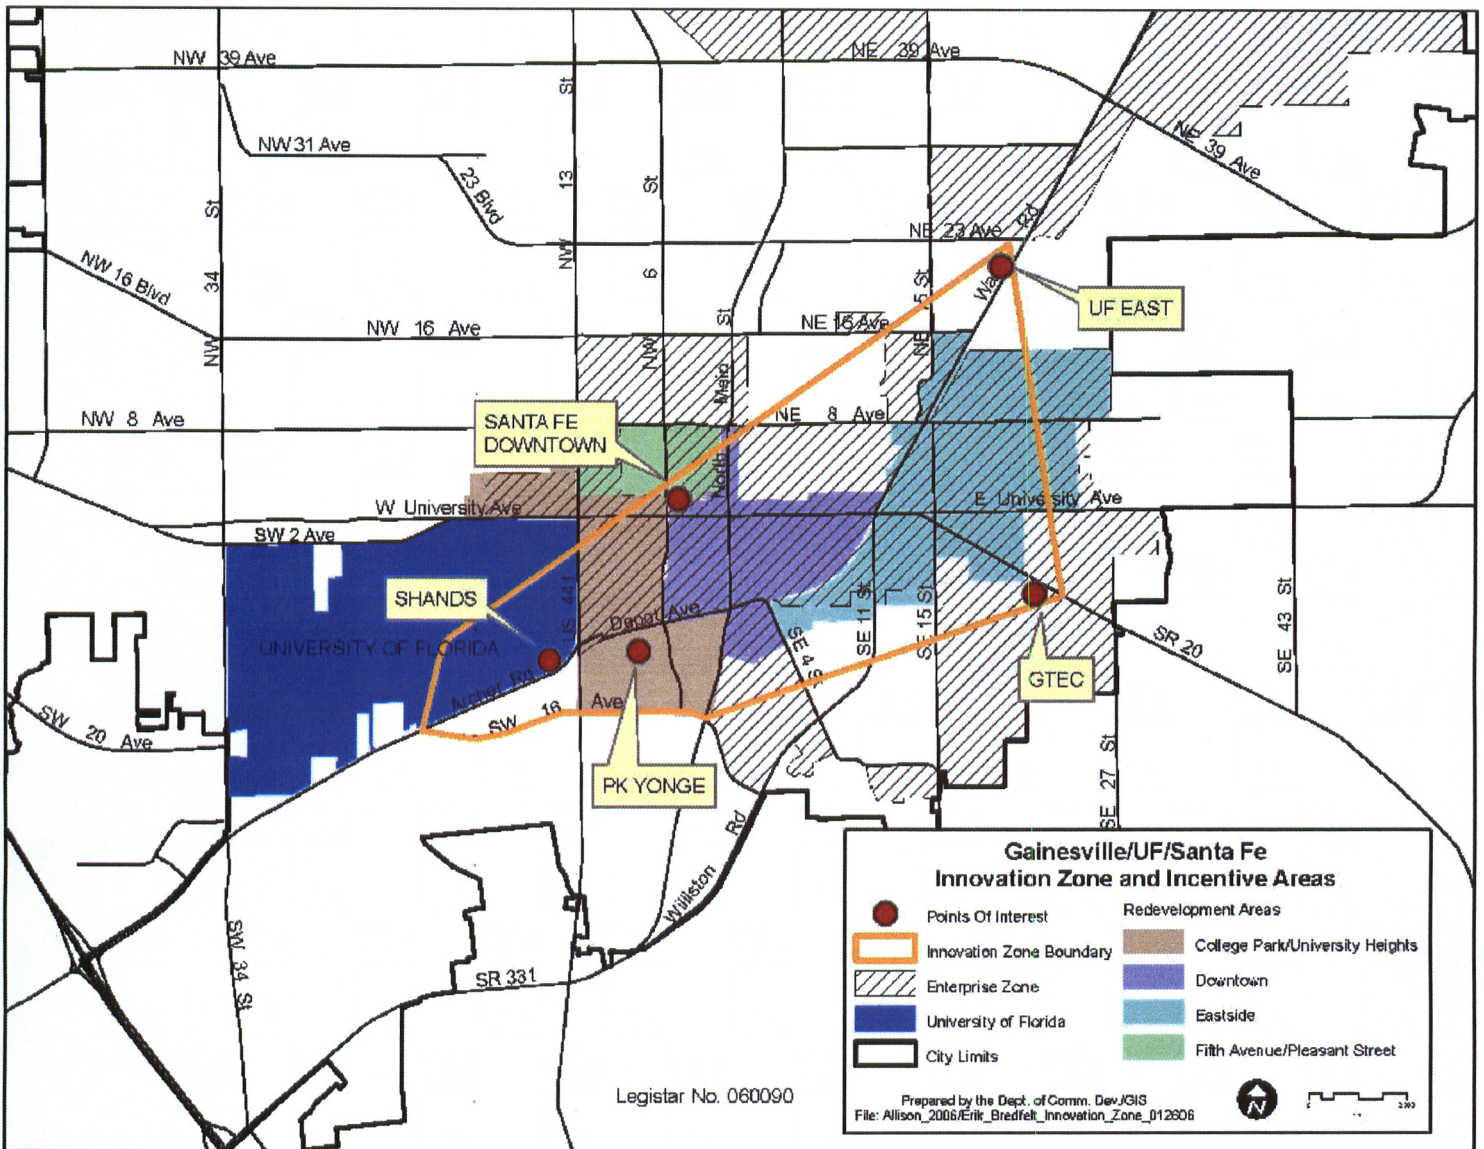 NW 39 Ave
NE 39 Ave
NW 31 Ave
23 Blvd
NW 13 St
NW 6 St
NW 34 St
NE 39 Ave
NE 23 Ave
Rd
NW 16 Blvd
NW 16 Ave
NE 16 Ave
UF EAST
North Main St
NW 8 Ave
NE 8 Ave
SANTA FE
DOWNTOWN
W University Ave
E University Ave
SW 2 Ave
SHANDS
US 441
Depot Ave
UNIVERSITY OF FLORIDA
Archer Rd
SW 16 Ave
SE 4 St
SE 11 St
SE 15 St
SE 43 St
SR 20
GTEC
SW 20 Ave
PK YONGE
SE 27 St
Williston Rd
SW 34 St
SR 331
Legistar No. 060090
Gainesville/UF/Santa Fe
Innovation Zone and Incentive Areas
Points Of Interest
Innovation Zone Boundary
Enterprise Zone
University of Florida
City Limits
Redevelopment Areas
College Park/University Heights
Downtown
Eastside
Fifth Avenue/Pleasant Street
Prepared by the Dept. of Comm. Dev./GIS
File: Allison_2006/Erik_Bredfelt_Innovation_Zone_012606
N